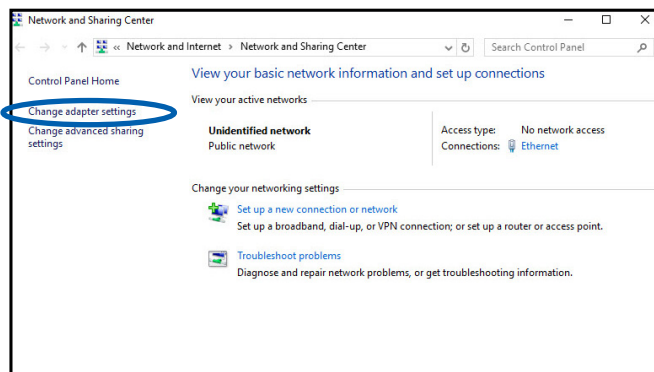 Network and Sharing Center
« Network and Internet > Network and Sharing Center
Search Control Panel
Control Panel Home
Change adapter settings
Change advanced sharing
settings
View your basic network information and set up connections
View your active networks
Unidentified network
Public network
Access type: No network access
Connections: Ethernet
Change your networking settings
Set up a new connection or network
Set up a broadband, dial-up, or VPN connection; or set up a router or access point.
Troubleshoot problems
Diagnose and repair network problems, or get troubleshooting information.